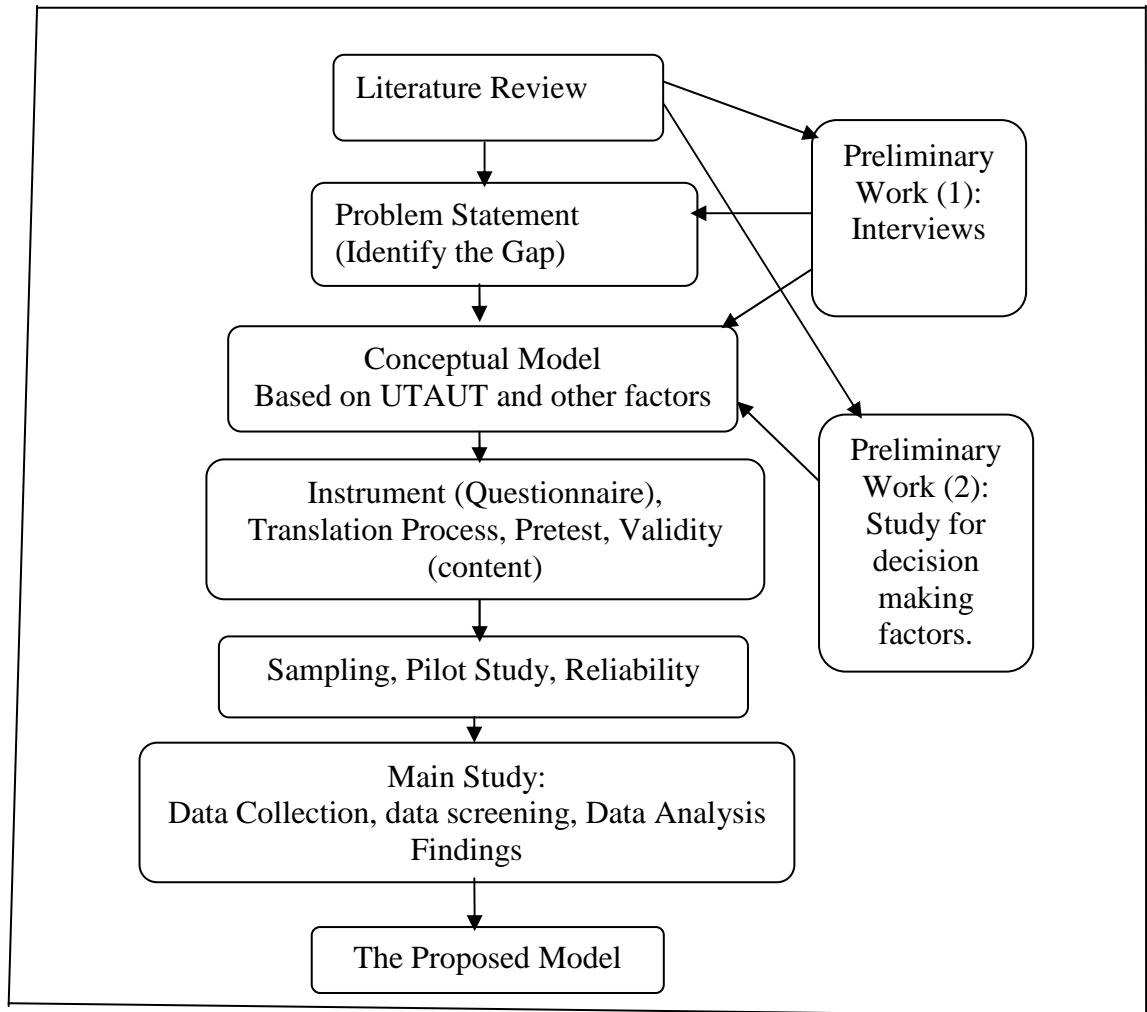 Literature Review
Preliminary
Work (1):
Interviews
Problem Statement
(Identify the Gap)
Conceptual Model
Based on UTAUT and other factors
Preliminary
Work (2):
Study for
decision
making
factors.
Instrument (Questionnaire),
Translation Process, Pretest, Validity
(content)
Sampling, Pilot Study, Reliability
Main Study:
Data Collection, data screening, Data Analysis
Findings
The Proposed Model